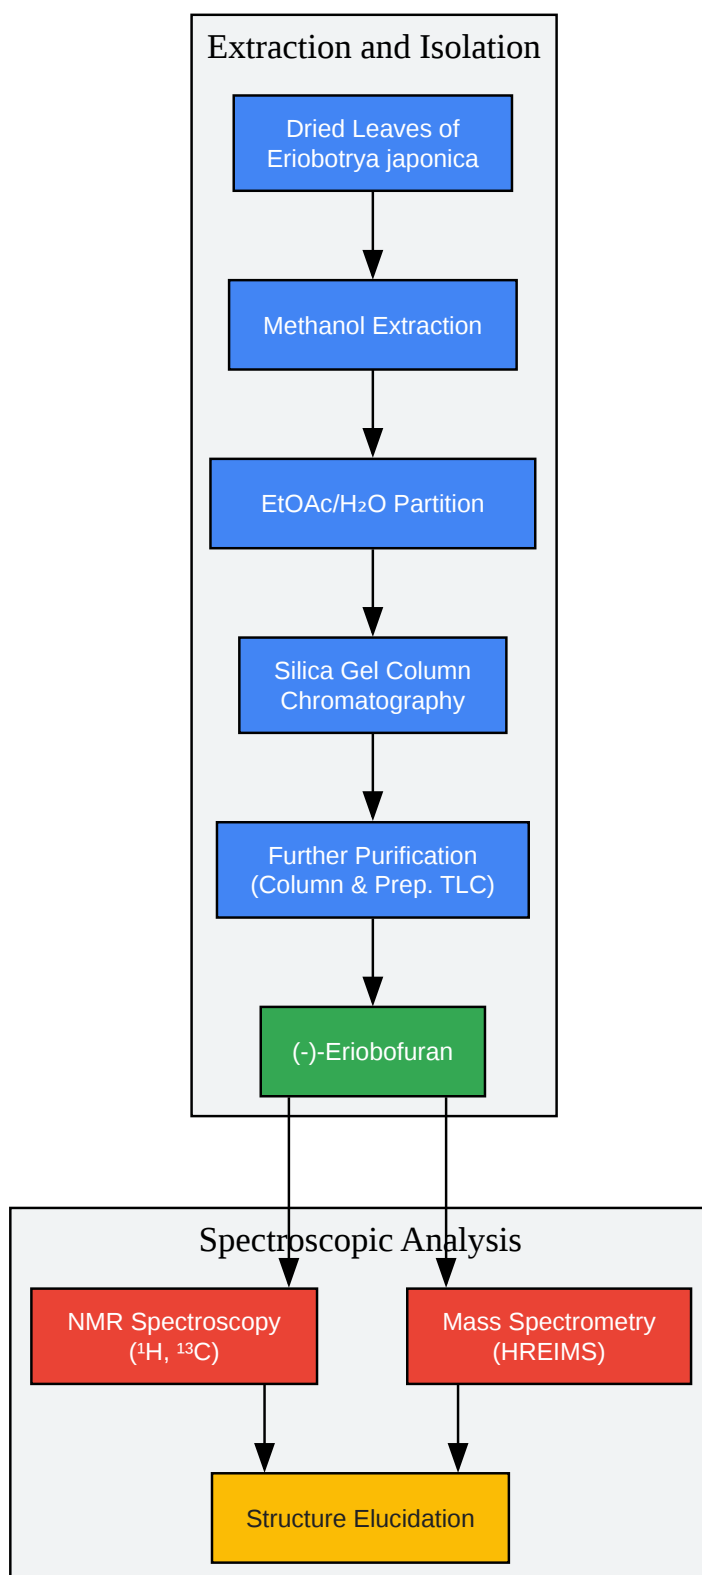 Extraction and Isolation
Dried Leaves of
Eriobotrya japonica
Methanol Extraction
EtOAc/H₂O Partition
Silica Gel Column
Chromatography
Further Purification
(Column & Prep. TLC)
(-)-Eriobofuran
Spectroscopic Analysis
NMR Spectroscopy
(¹H, ¹³C)
Mass Spectrometry
(HREIMS)
Structure Elucidation